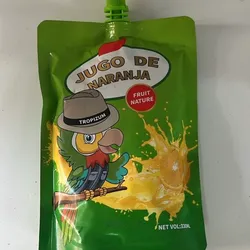 JUGO DE
NARANJA
FRUIT
NATURE
TROPIZUM
NET VOL: